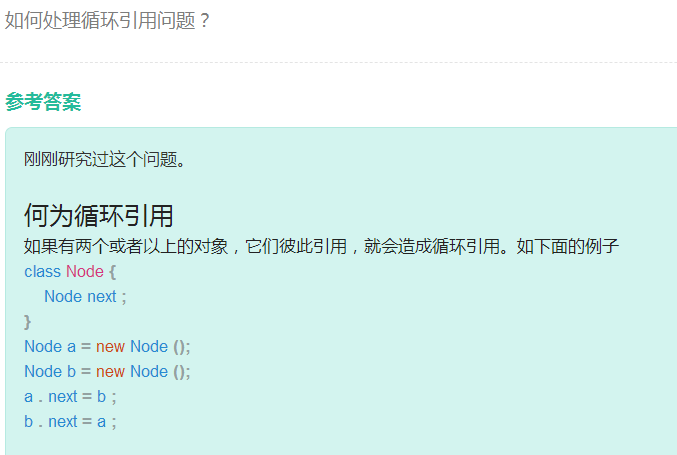 如何处理循环引用问题？
参考答案
刚刚研究过这个问题。
何为循环引用
如果有两个或者以上的对象，它们彼此引用，就会造成循环引用。如下面的例子
class Node {
Node next ;
}
Node a = new Node ();
Node b = new Node ();
a . next = b ;
b . next = a ;